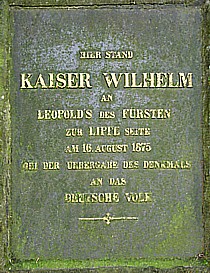 HIER STAND
KAISER WILHELM
AN
LEOPOLD'S DES FÜRSTEN
ZUR LIPPE SEITE
AM 16. AUGUST 1875
BEI DER UEBERGABE DES DENKMALS
AN DAS
DEUTSCHE VOLK